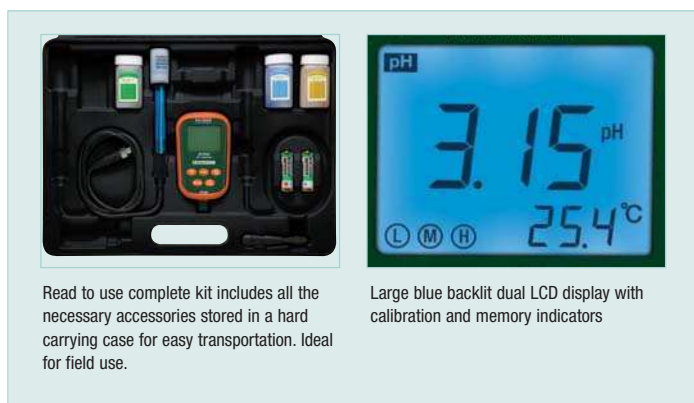 pH
3.15 pH
25.4°C
L M H
Read to use complete kit includes all the
necessary accessories stored in a hard
carrying case for easy transportation. Ideal
for field use.
Large blue backlit dual LCD display with
calibration and memory indicators